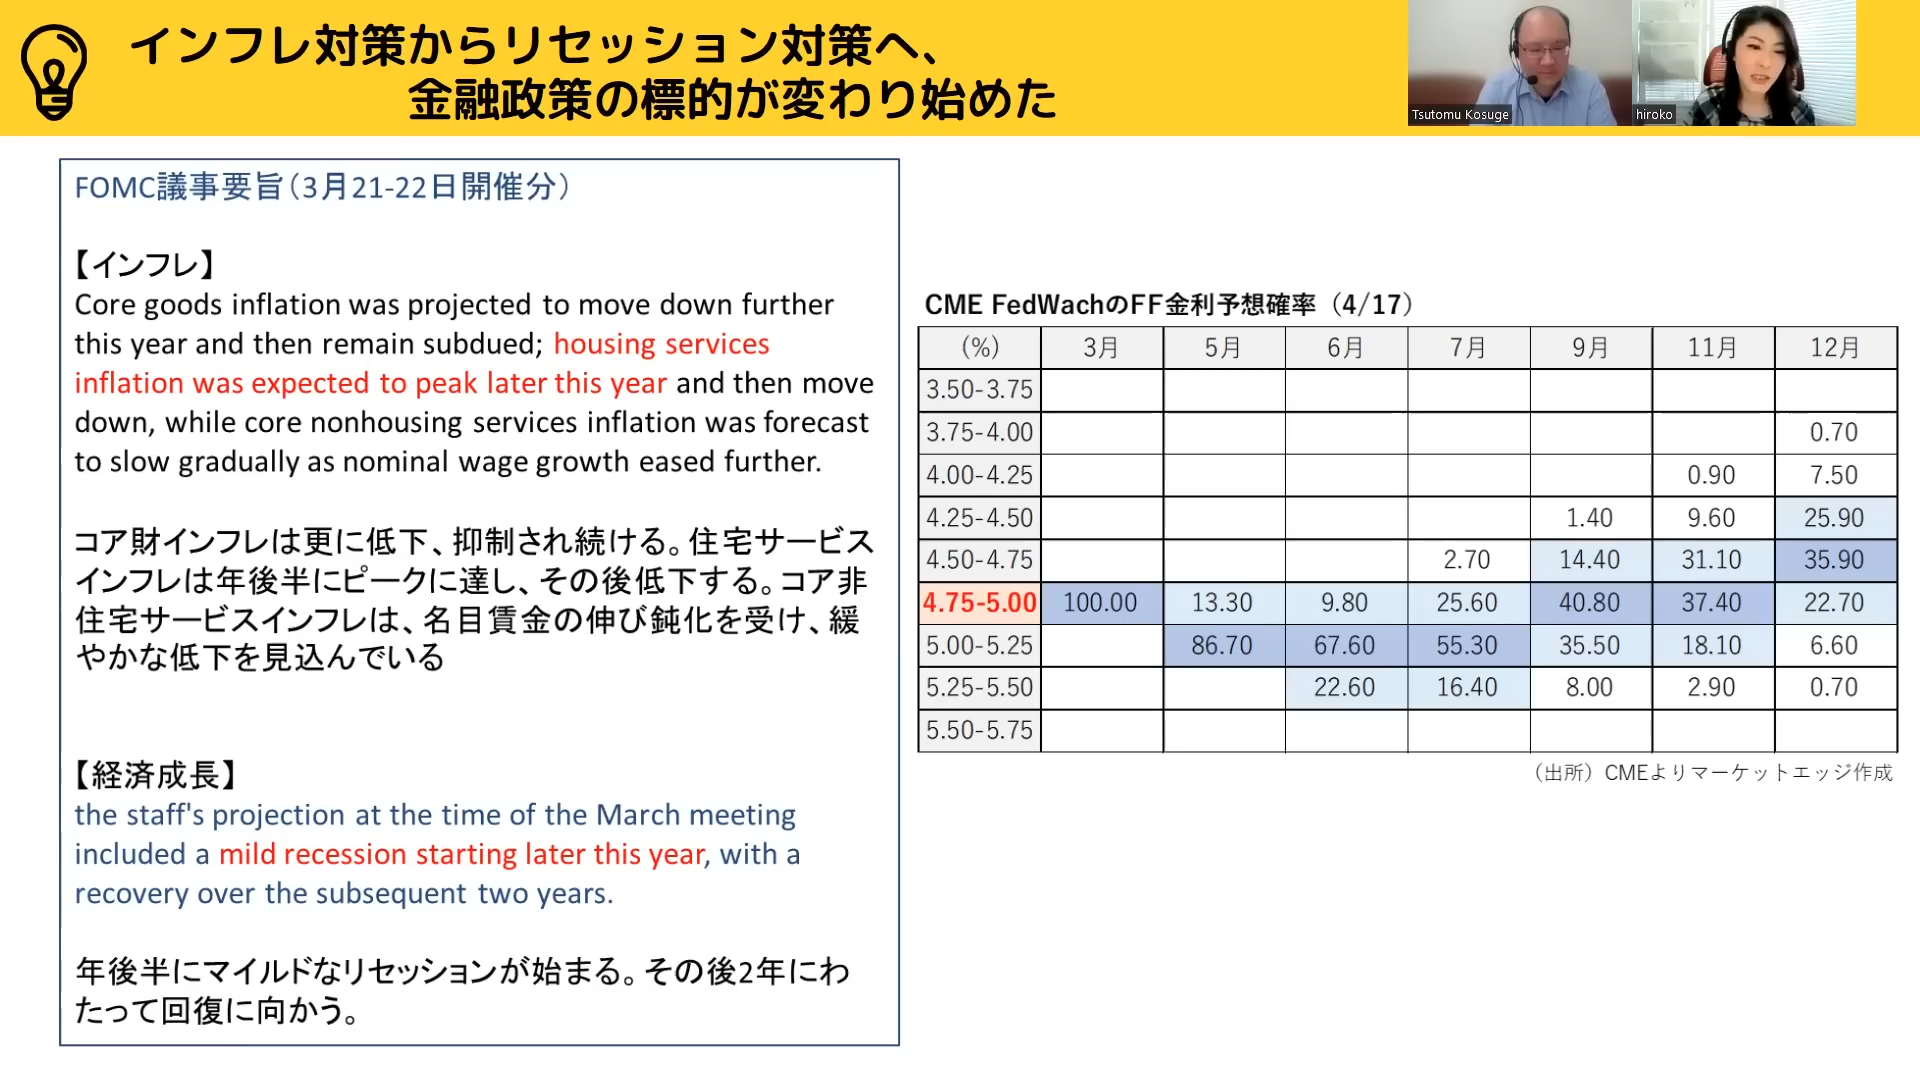 インフレ対策からリセッション対策へ、
金融政策の標的が変わり始めた
Tsutomu Kosuge
hiroko
FOMC議事要旨（3月21-22日開催分）
【インフレ】
Core goods inflation was projected to move down further
this year and then remain subdued; housing services
inflation was expected to peak later this year and then move
down, while core nonhousing services inflation was forecast
to slow gradually as nominal wage growth eased further.
コア財インフレは更に低下、抑制され続ける。住宅サービス
インフレは年後半にピークに達し、その後低下する。コア非
住宅サービスインフレは、名目賃金の伸び鈍化を受け、緩
やかな低下を見込んでいる
【経済成長】
the staff's projection at the time of the March meeting
included a mild recession starting later this year, with a
recovery over the subsequent two years.
年後半にマイルドなリセッションが始まる。その後2年にわ
たって回復に向かう。
CME FedWachのFF金利予想確率（4/17）
(%) 3月 5月 6月 7月 9月 11月 12月
3.50-3.75
3.75-4.00 0.70
4.00-4.25 0.90 7.50
4.25-4.50 1.40 9.60 25.90
4.50-4.75 2.70 14.40 31.10 35.90
4.75-5.00 100.00 13.30 9.80 25.60 40.80 37.40 22.70
5.00-5.25 86.70 67.60 55.30 35.50 18.10 6.60
5.25-5.50 22.60 16.40 8.00 2.90 0.70
5.50-5.75
（出所）CMEよりマーケットエッジ作成